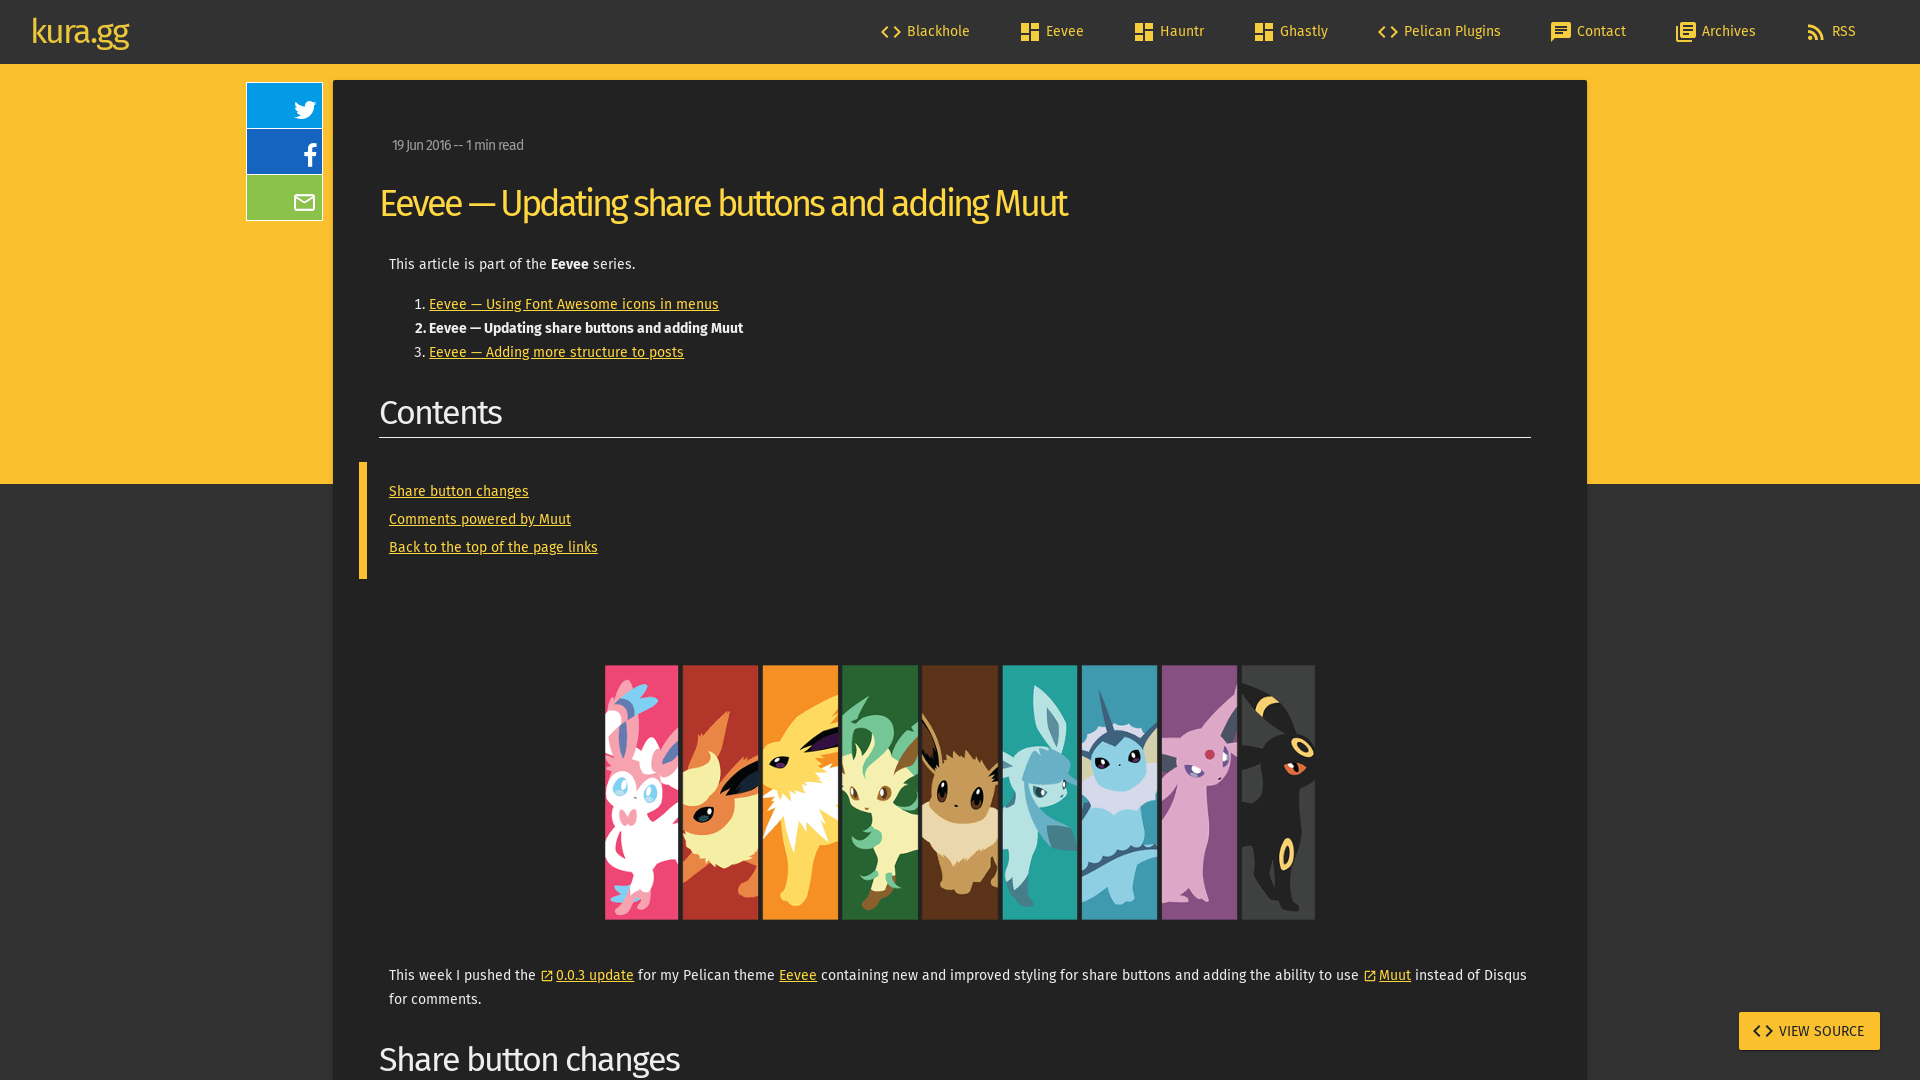 kura.gg
Blackhole
Eevee
Hauntr
Ghastly
Pelican Plugins
Contact
Archives
RSS
19 Jun 2016 -- 1 min read
Eevee — Updating share buttons and adding Muut
This article is part of the Eevee series.
1. Eevee — Using Font Awesome icons in menus
2. Eevee — Updating share buttons and adding Muut
3. Eevee — Adding more structure to posts
Contents
Share button changes
Comments powered by Muut
Back to the top of the page links
This week I pushed the 0.0.3 update for my Pelican theme Eevee containing new and improved styling for share buttons and adding the ability to use Muut instead of Disqus
for comments.
VIEW SOURCE
Share button changes